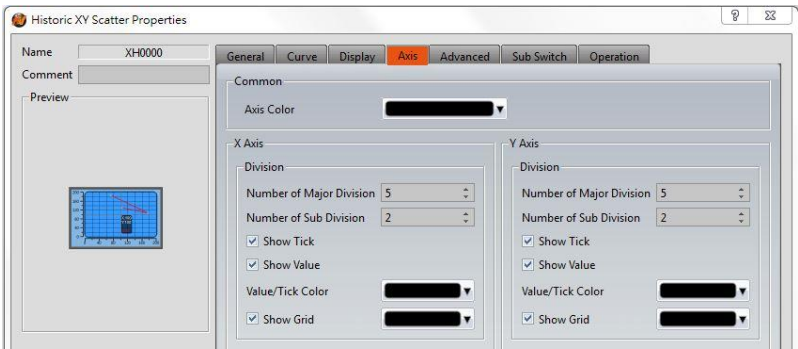 Historic XY Scatter Properties
Name XH0000
Comment
Preview
General Curve Display Axis Advanced Sub Switch Operation
Common
Axis Color
X Axis Y Axis
Division Division
Number of Major Division 5 Number of Major Division 5
Number of Sub Division 2 Number of Sub Division 2
Show Tick Show Tick
Show Value Show Value
Value/Tick Color Value/Tick Color
Show Grid Show Grid